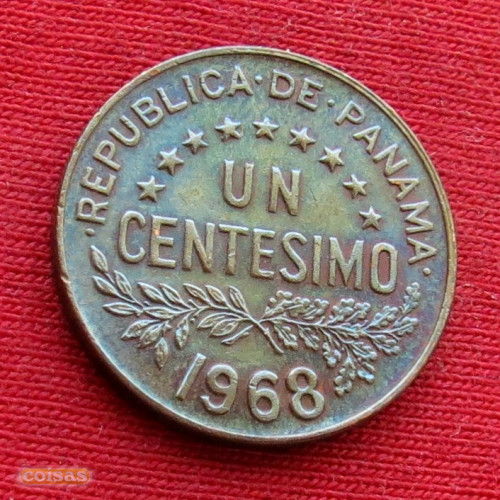 ·REPUBLICA·DE·PANAMA·
UN
CENTESIMO
1968
coisas